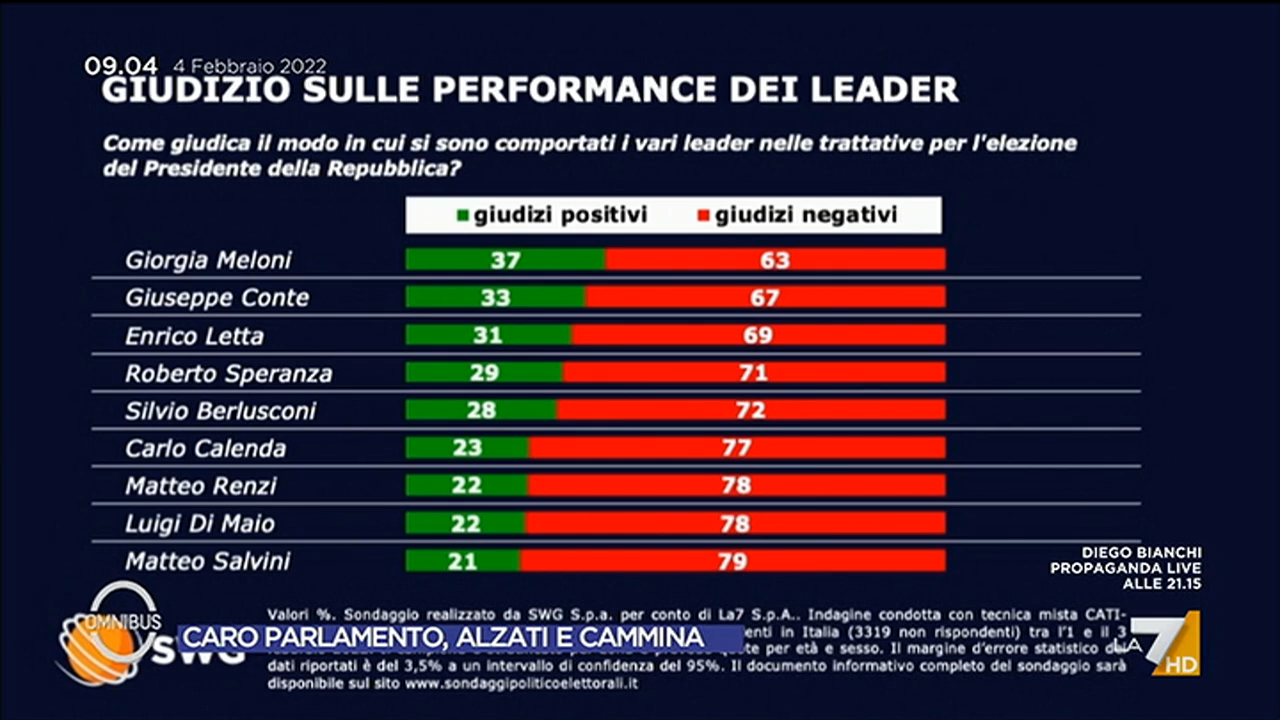 09.04 4 Febbraio 2022
GIUDIZIO SULLE PERFORMANCE DEI LEADER
Come giudica il modo in cui si sono comportati i vari leader nelle trattative per l'elezione
del Presidente della Repubblica?
giudizi positivi giudizi negativi
Giorgia Meloni 37 63
Giuseppe Conte 33 67
Enrico Letta 31 69
Roberto Speranza 29 71
Silvio Berlusconi 28 72
Carlo Calenda 23 77
Matteo Renzi 22 78
Luigi Di Maio 22 78
Matteo Salvini 21 79
DIEGO BIANCHI
PROPAGANDA LIVE
ALLE 21.15
OMNIBUS
SWG
CARO PARLAMENTO, ALZATI E CAMMINA
Valori %. Sondaggio realizzato da SWG S.p.a. per conto di La7 S.p.A.. Indagine condotta con tecnica mista CATI-
in Italia (3319 non rispondenti) tra l'1 e il 3
per età e sesso. Il margine d'errore statistico dei
dati riportati è del 3,5% a un intervallo di confidenza del 95%. Il documento informativo completo del sondaggio sarà
disponibile sul sito www.sondaggipoliticoelettorali.it
LA 7 HD